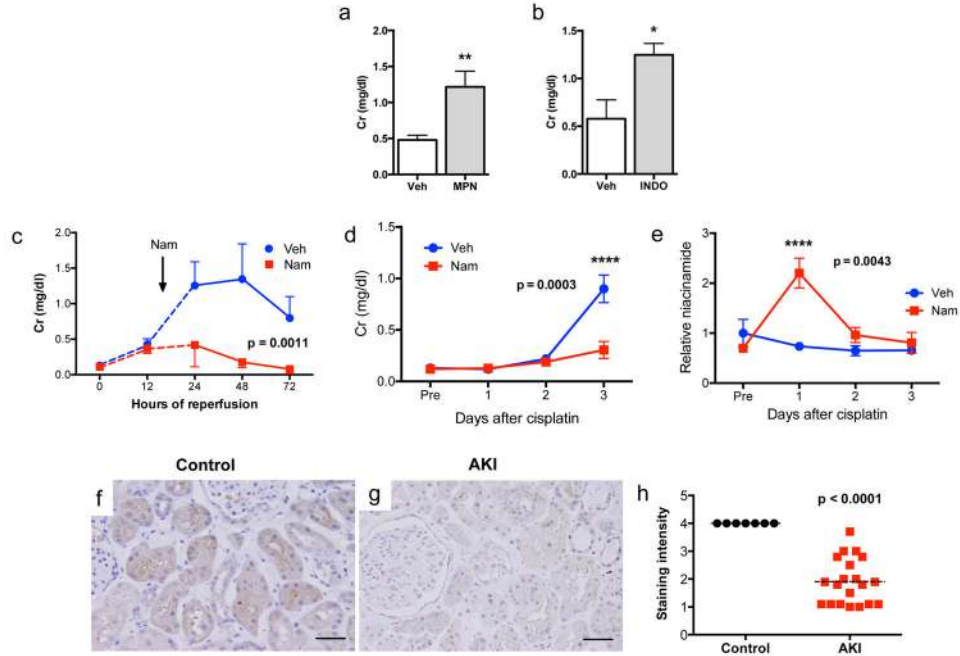 a
**
Cr (mg/dl)
2.0
1.5
1.0
0.5
0.0
Veh
MPN
b
*
Cr (mg/dl)
1.5
1.0
0.5
0.0
Veh
INDO
c
Nam
Veh
Nam
Cr (mg/dl)
2.0
1.5
1.0
0.5
0.0
p = 0.0011
0
12
24
48
72
Hours of reperfusion
d
Veh
Nam
****
p = 0.0003
Cr (mg/dl)
1.5
1.0
0.5
0.0
Pre
1
2
3
Days after cisplatin
e
****
p = 0.0043
Veh
Nam
Relative niacinamide
3
2
1
0
Pre
1
2
3
Days after cisplatin
Control
f
AKI
g
h
p < 0.0001
Staining intensity
5
4
3
2
1
0
Control
AKI